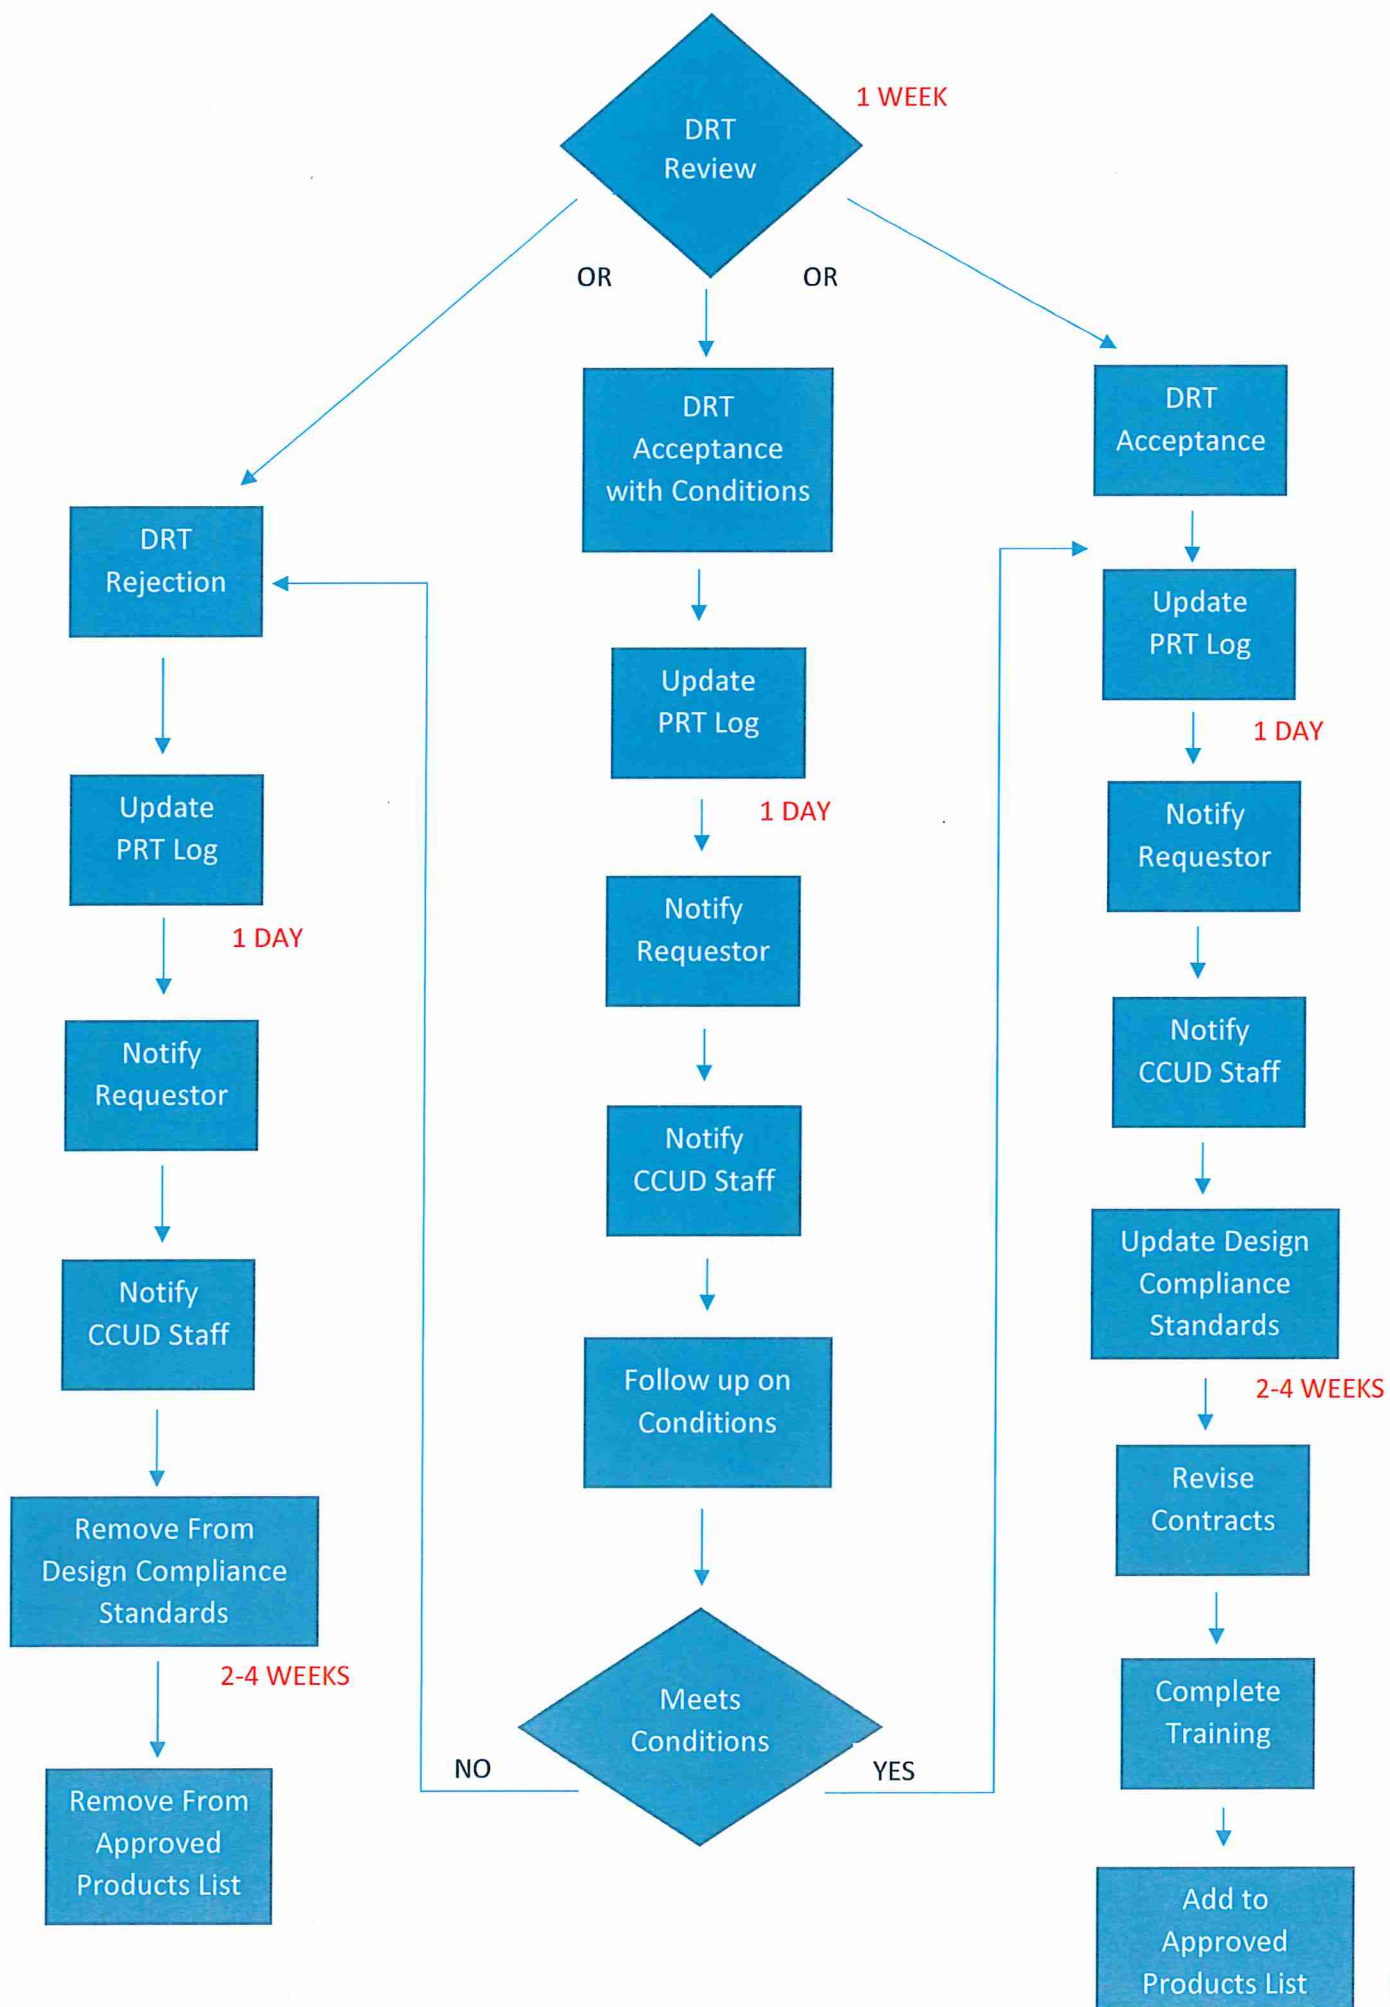 DRT
Review
1 WEEK
OR
OR
DRT
Rejection
Update
PRT Log
1 DAY
Notify
Requestor
Notify
CCUD Staff
Remove From
Design Compliance
Standards
2-4 WEEKS
Remove From
Approved
Products List
DRT
Acceptance
with Conditions
Update
PRT Log
1 DAY
Notify
Requestor
Notify
CCUD Staff
Follow up on
Conditions
Meets
Conditions
NO
YES
DRT
Acceptance
Update
PRT Log
1 DAY
Notify
Requestor
Notify
CCUD Staff
Update Design
Compliance
Standards
2-4 WEEKS
Revise
Contracts
Complete
Training
Add to
Approved
Products List